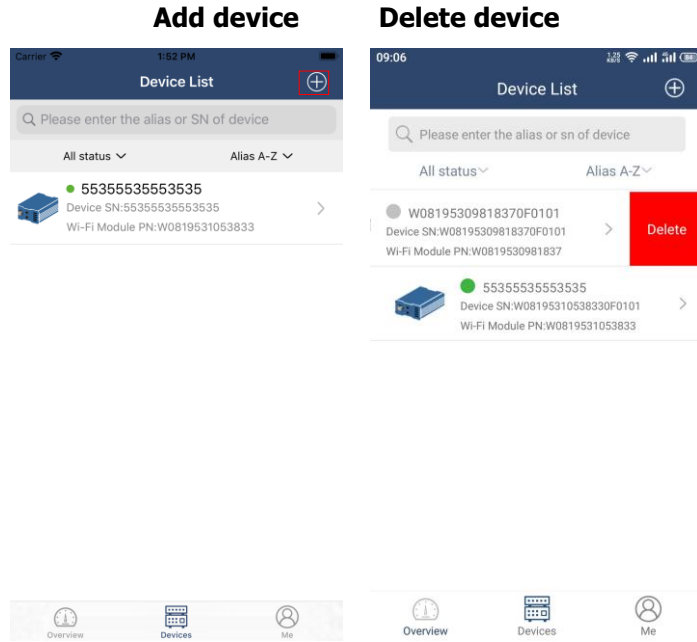 Add device
Delete device
Carrier
1:52 PM
Device List
Please enter the alias or SN of device
All status
Alias A-Z
55355535553535
Device SN:55355535553535
Wi-Fi Module PN:W0819531053833
Overview
Devices
Me
09:06
Device List
Please enter the alias or sn of device
All status
Alias A-Z
W08195309818370F0101
Device SN:W08195309818370F0101
Wi-Fi Module PN:W0819530981837
Delete
55355535553535
Device SN:W08195310538330F0101
Wi-Fi Module PN:W0819531053833
Overview
Devices
Me